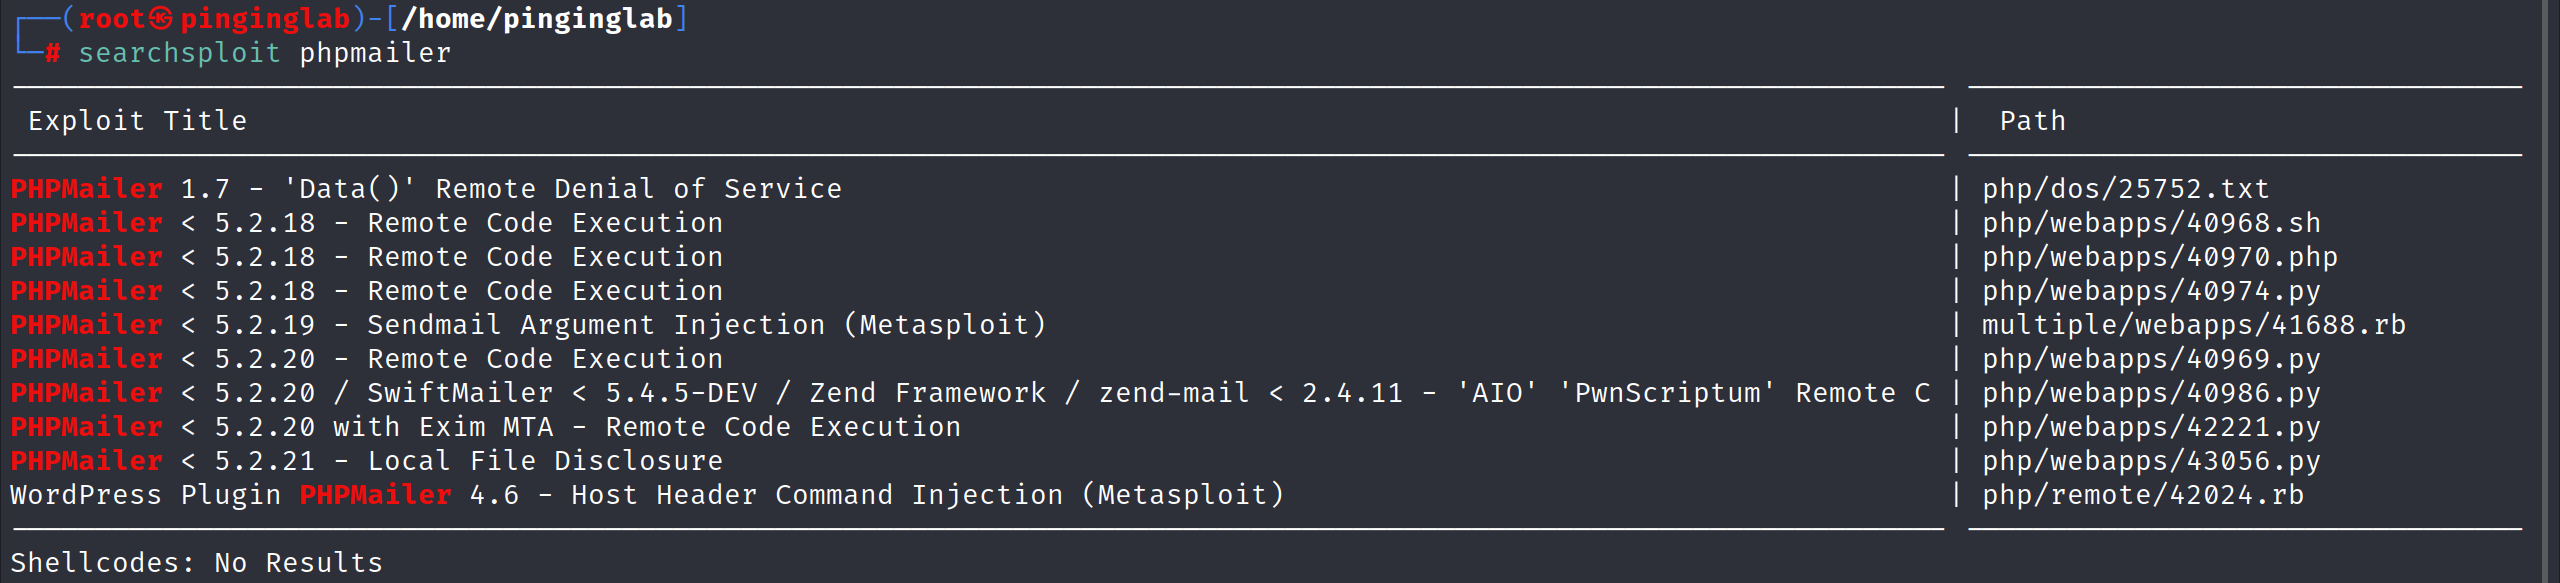 ┌──(root㉿pinginglab)-[/home/pinginglab]
└─# searchsploit phpmailer
Exploit Title | Path
PHPMailer 1.7 - 'Data()' Remote Denial of Service | php/dos/25752.txt
PHPMailer < 5.2.18 - Remote Code Execution | php/webapps/40968.sh
PHPMailer < 5.2.18 - Remote Code Execution | php/webapps/40970.php
PHPMailer < 5.2.18 - Remote Code Execution | php/webapps/40974.py
PHPMailer < 5.2.19 - Sendmail Argument Injection (Metasploit) | multiple/webapps/41688.rb
PHPMailer < 5.2.20 - Remote Code Execution | php/webapps/40969.py
PHPMailer < 5.2.20 / SwiftMailer < 5.4.5-DEV / Zend Framework / zend-mail < 2.4.11 - 'AIO' 'PwnScriptum' Remote C | php/webapps/40986.py
PHPMailer < 5.2.20 with Exim MTA - Remote Code Execution | php/webapps/42221.py
PHPMailer < 5.2.21 - Local File Disclosure | php/webapps/43056.py
WordPress Plugin PHPMailer 4.6 - Host Header Command Injection (Metasploit) | php/remote/42024.rb
Shellcodes: No Results